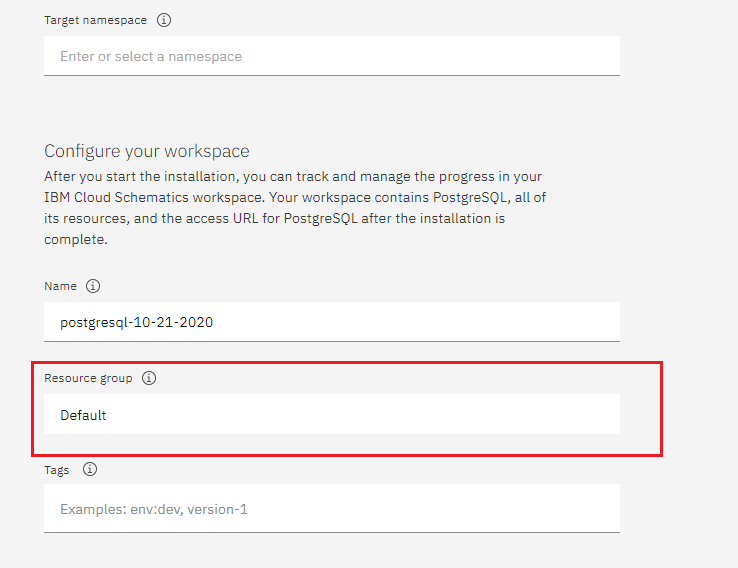 Target namespace
Enter or select a namespace
Configure your workspace
After you start the installation, you can track and manage the progress in your
IBM Cloud Schematics workspace. Your workspace contains PostgreSQL, all of
its resources, and the access URL for PostgreSQL after the installation is
complete.
Name
postgresql-10-21-2020
Resource group
Default
Tags
Examples: env:dev, version-1